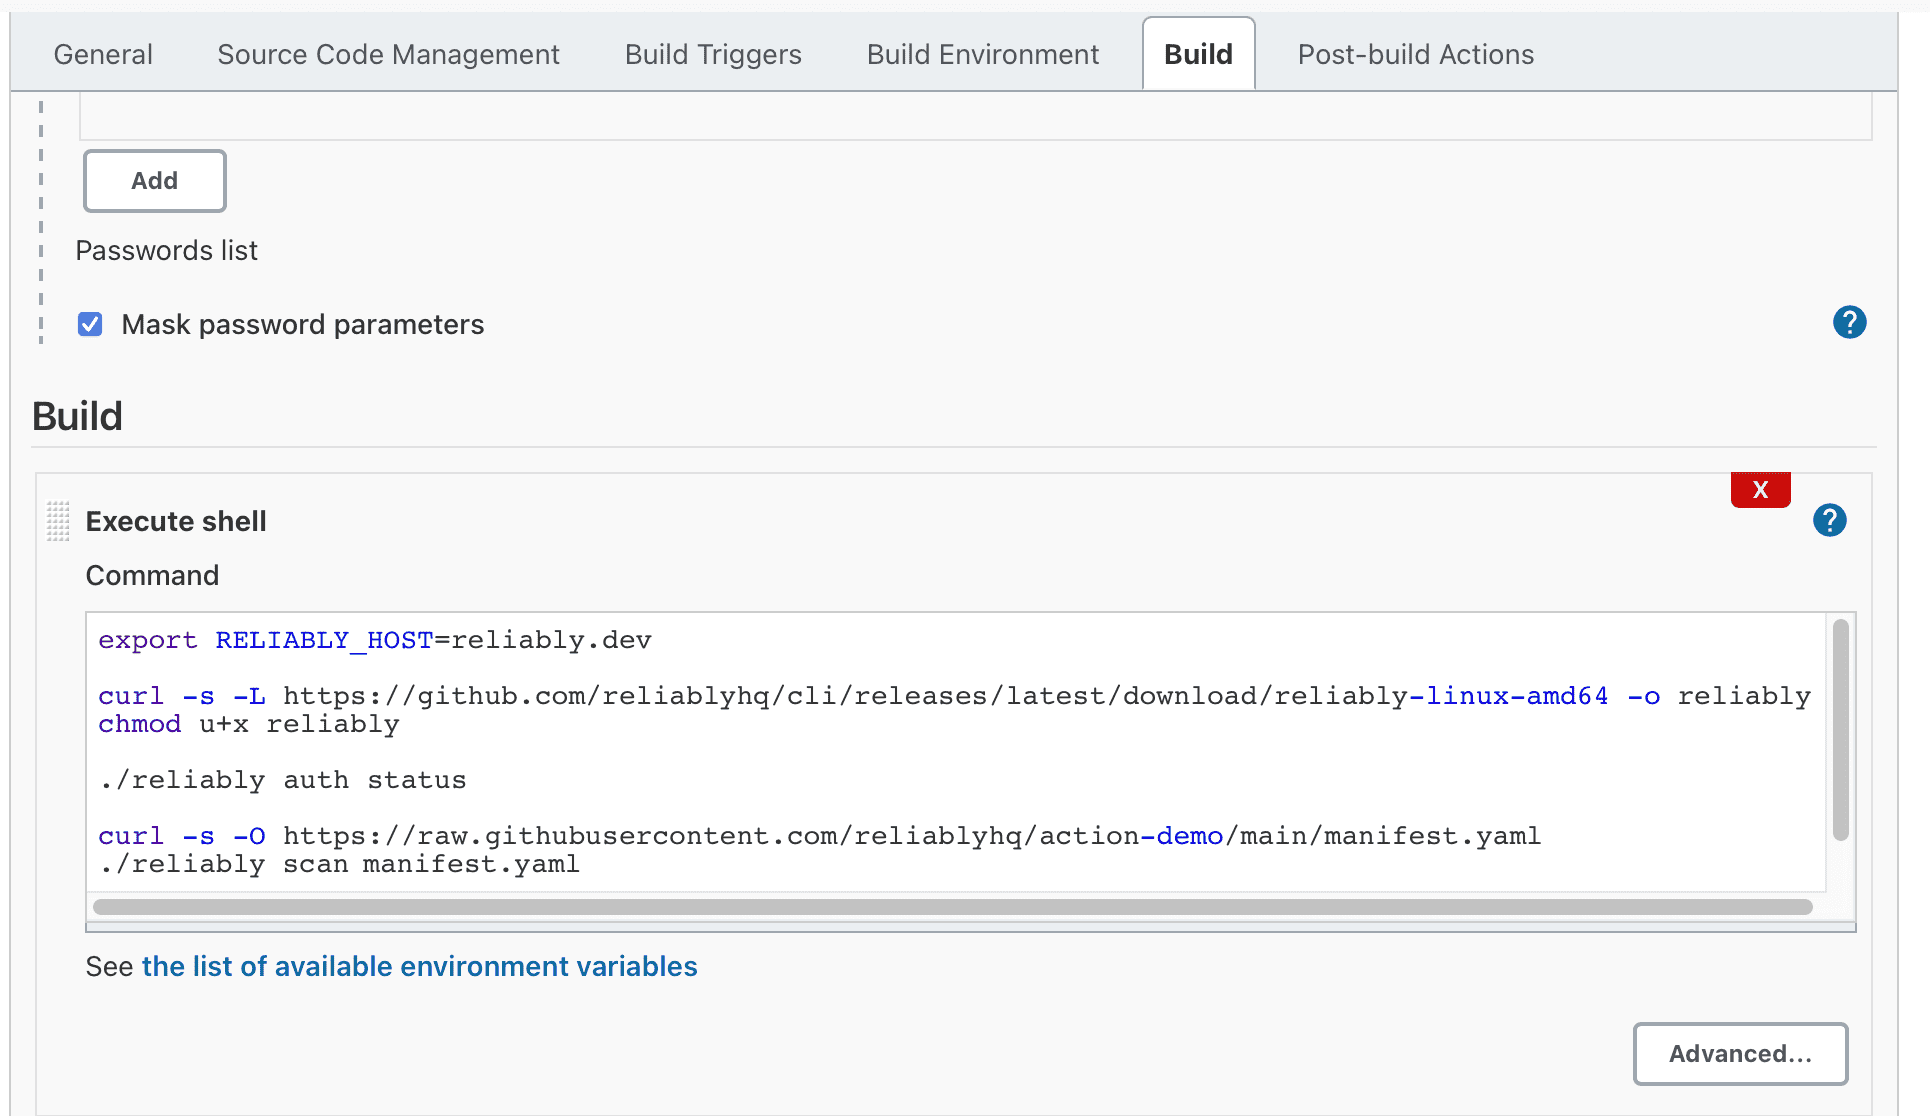 General Source Code Management Build Triggers Build Environment Build Post-build Actions
Add
Passwords list
Mask password parameters
?
Build
X
Execute shell
?
Command
export RELIABLY_HOST=reliably.dev
curl -s -L https://github.com/reliablyhq/cli/releases/latest/download/reliably-linux-amd64 -o reliably
chmod u+x reliably
./reliably auth status
curl -s -O https://raw.githubusercontent.com/reliablyhq/action-demo/main/manifest.yaml
./reliably scan manifest.yaml
See the list of available environment variables
Advanced...